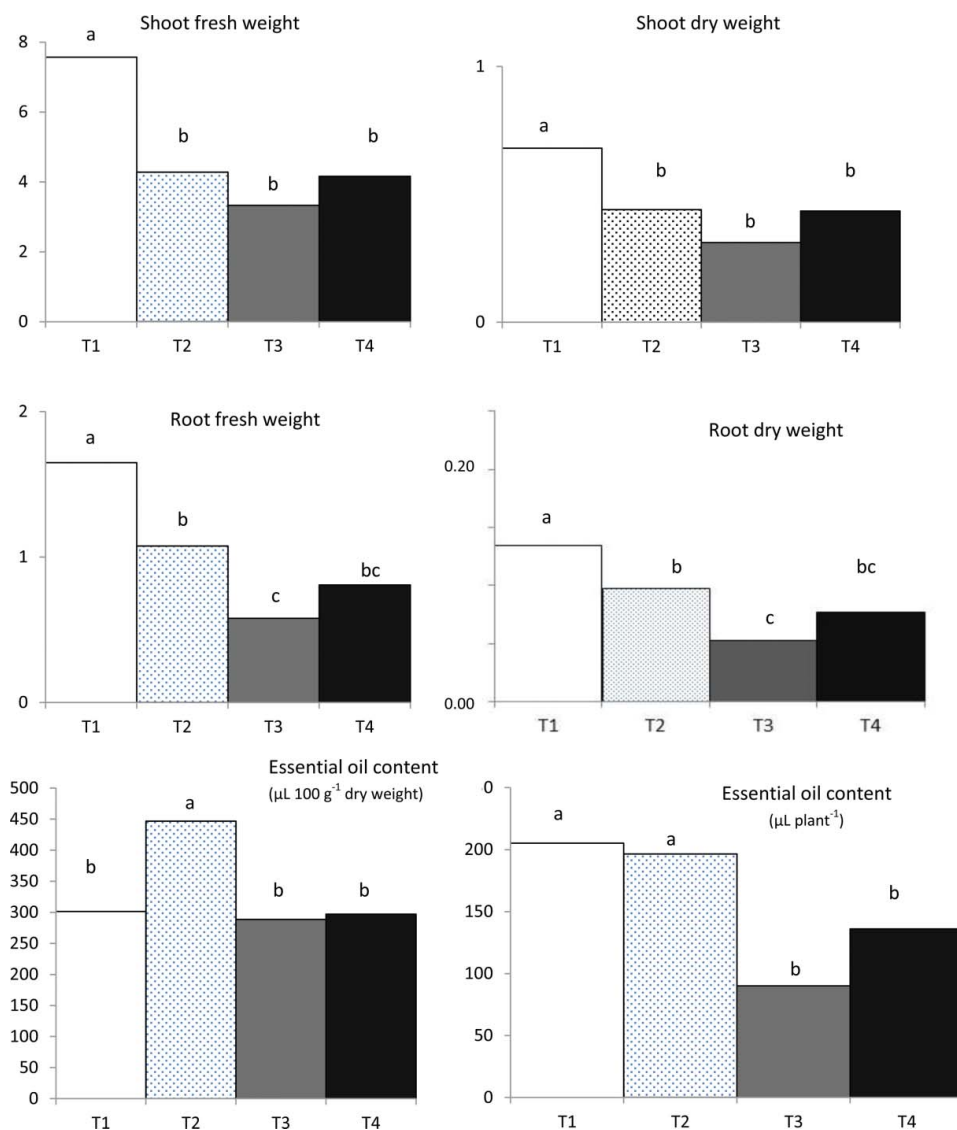 Shoot fresh weight
8
6
4
2
0
a
b
b
b
T1
T2
T3
T4
Shoot dry weight
1
0
a
b
b
b
T1
T2
T3
T4
Root fresh weight
2
1
0
a
b
c
bc
T1
T2
T3
T4
Root dry weight
0.20
0.00
a
b
c
bc
T1
T2
T3
T4
Essential oil content
(µL 100 g⁻¹ dry weight)
500
450
400
350
300
250
200
150
100
50
0
b
a
b
b
T1
T2
T3
T4
Essential oil content
(µL plant⁻¹)
0
200
150
100
50
0
a
a
b
b
T1
T2
T3
T4